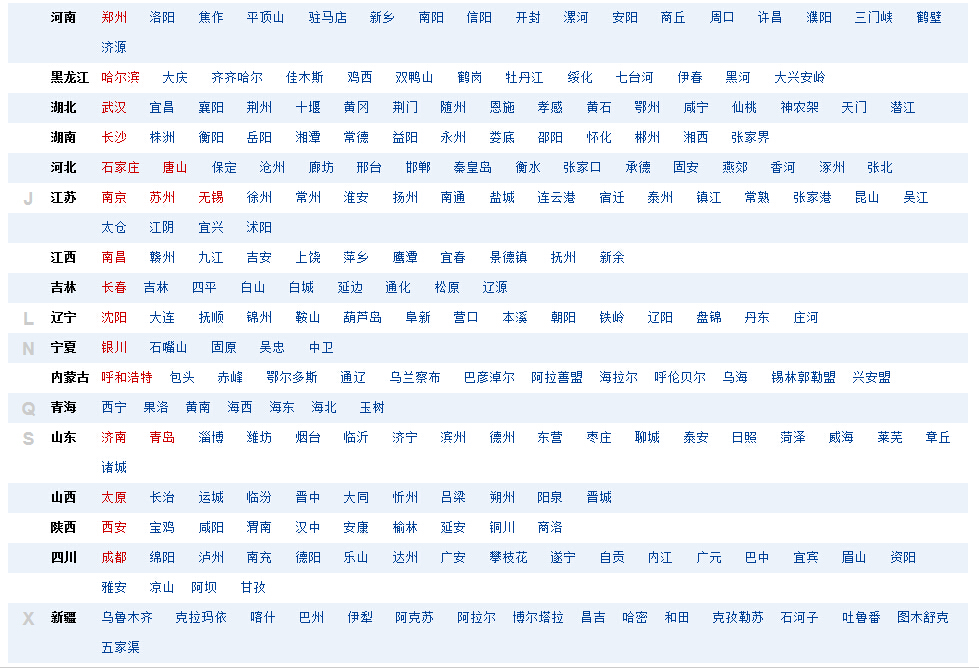 河南 郑州 洛阳 焦作 平顶山 驻马店 新乡 南阳 信阳 开封 漯河 安阳 商丘 周口 许昌 濮阳 三门峡 鹤壁
济源
黑龙江 哈尔滨 大庆 齐齐哈尔 佳木斯 鸡西 双鸭山 鹤岗 牡丹江 绥化 七台河 伊春 黑河 大兴安岭
湖北 武汉 宜昌 襄阳 荆州 十堰 黄冈 荆门 随州 恩施 孝感 黄石 鄂州 咸宁 仙桃 神农架 天门 潜江
湖南 长沙 株洲 衡阳 岳阳 湘潭 常德 益阳 永州 娄底 邵阳 怀化 郴州 湘西 张家界
河北 石家庄 唐山 保定 沧州 廊坊 邢台 邯郸 秦皇岛 衡水 张家口 承德 固安 燕郊 香河 涿州 张北
J 江苏 南京 苏州 无锡 徐州 常州 淮安 扬州 南通 盐城 连云港 宿迁 泰州 镇江 常熟 张家港 昆山 吴江
太仓 江阴 宜兴 沭阳
江西 南昌 赣州 九江 吉安 上饶 萍乡 鹰潭 宜春 景德镇 抚州 新余
吉林 长春 吉林 四平 白山 白城 延边 通化 松原 辽源
L 辽宁 沈阳 大连 抚顺 锦州 鞍山 葫芦岛 阜新 营口 本溪 朝阳 铁岭 辽阳 盘锦 丹东 庄河
N 宁夏 银川 石嘴山 固原 吴忠 中卫
内蒙古 呼和浩特 包头 赤峰 鄂尔多斯 通辽 乌兰察布 巴彦淖尔 阿拉善盟 海拉尔 呼伦贝尔 乌海 锡林郭勒盟 兴安盟
Q 青海 西宁 果洛 黄南 海西 海东 海北 玉树
S 山东 济南 青岛 淄博 潍坊 烟台 临沂 济宁 滨州 德州 东营 枣庄 聊城 泰安 日照 菏泽 威海 莱芜 章丘
诸城
山西 太原 长治 运城 临汾 晋中 大同 忻州 吕梁 朔州 阳泉 晋城
陕西 西安 宝鸡 咸阳 渭南 汉中 安康 榆林 延安 铜川 商洛
四川 成都 绵阳 泸州 南充 德阳 乐山 达州 广安 攀枝花 遂宁 自贡 内江 广元 巴中 宜宾 眉山 资阳
雅安 凉山 阿坝 甘孜
X 新疆 乌鲁木齐 克拉玛依 喀什 巴州 伊犁 阿克苏 阿拉尔 博尔塔拉 昌吉 哈密 和田 克孜勒苏 石河子 吐鲁番 图木舒克
五家渠